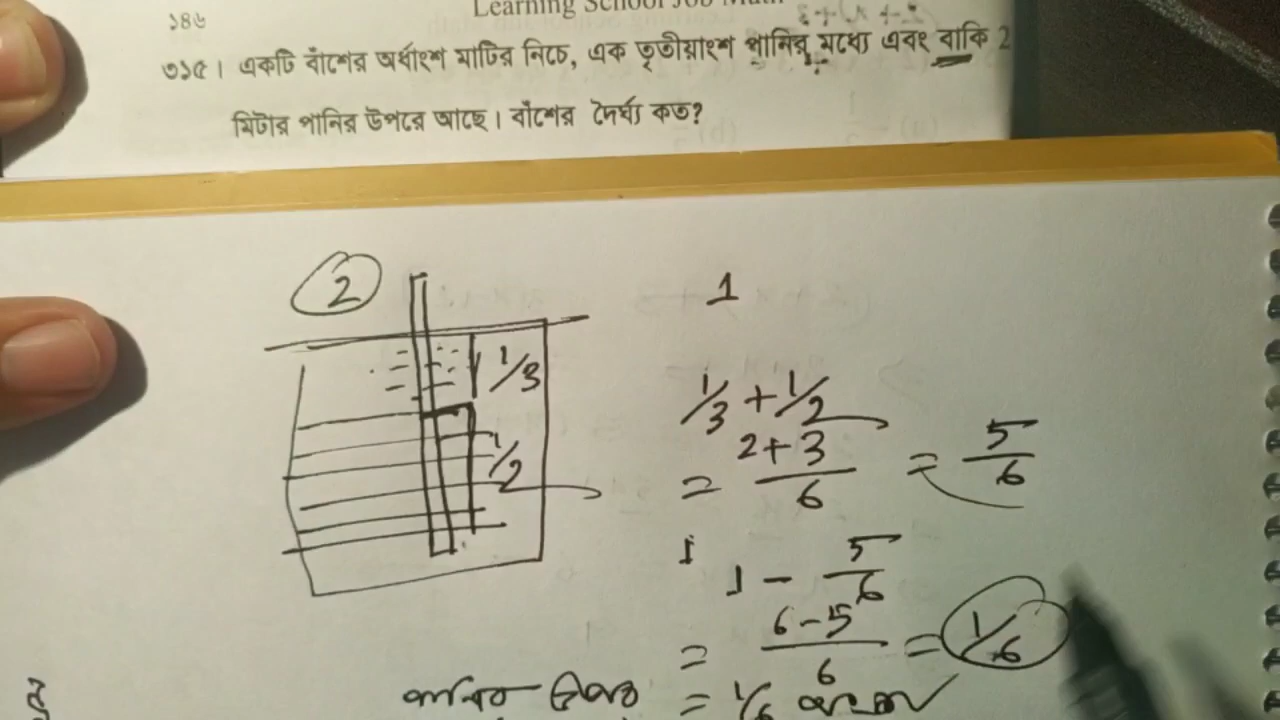 ১৪৬
Learning School Job Math
৩১৫। একটি বাঁশের অর্ধাংশ মাটির নিচে, এক তৃতীয়াংশ পানির মধ্যে এবং বাকি 2
মিটার পানির উপরে আছে। বাঁশের দৈর্ঘ্য কত?
2
1
1/3
1/3 + 1/2
1/2
= 2+3/6 = 5/6
1 - 5/6
= 6-5/6 = 1/6
পানির উপর = 1/6 অংশ